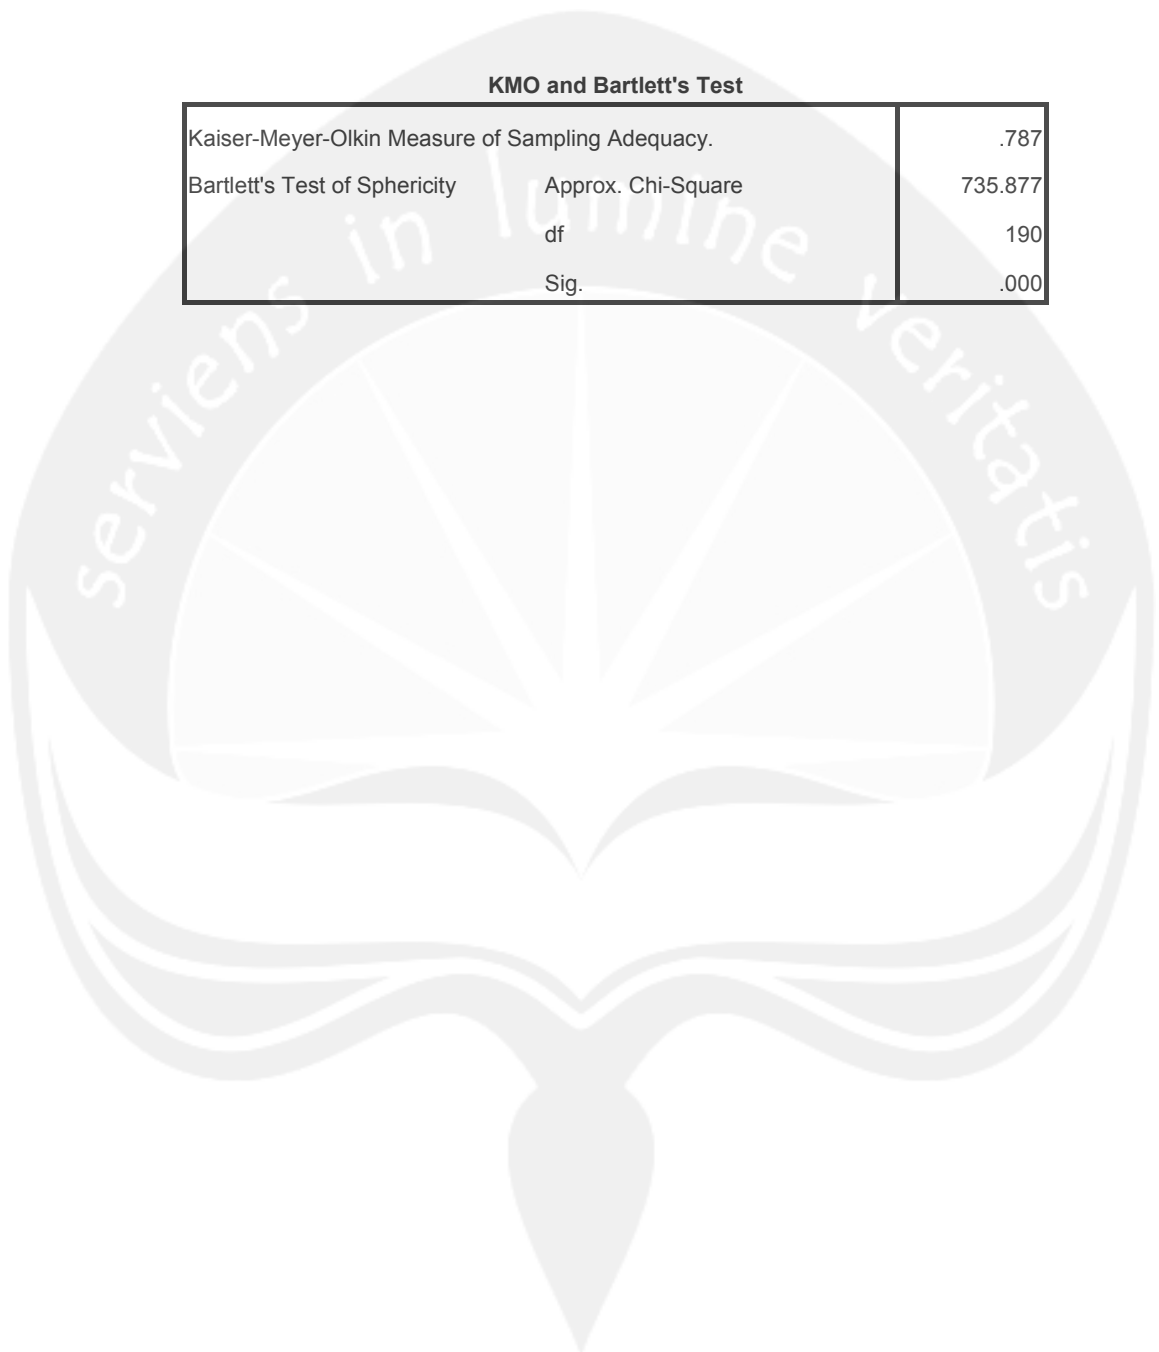 KMO and Bartlett's Test
Kaiser-Meyer-Olkin Measure of Sampling Adequacy. .787
Bartlett's Test of Sphericity Approx. Chi-Square 735.877
df 190
Sig. .000
serviens in lumine veritatis